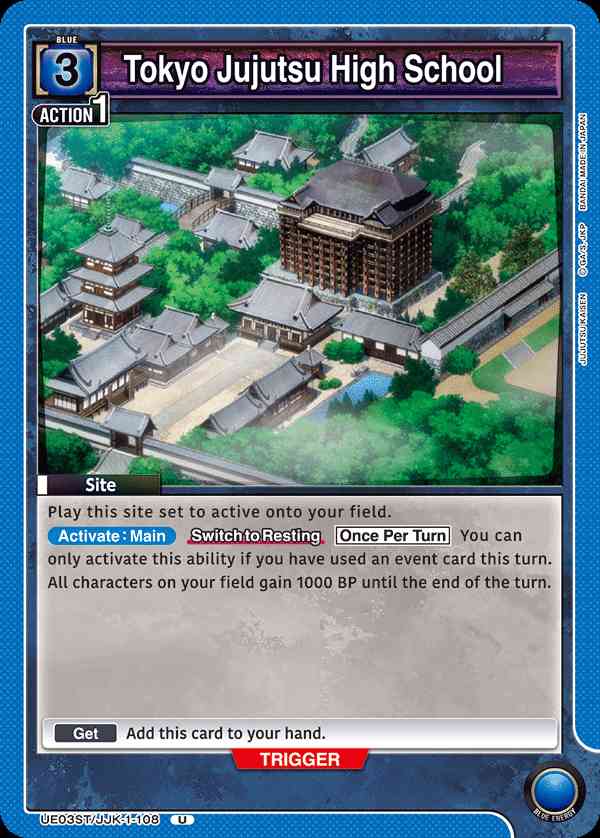 BLUE
3
Tokyo Jujutsu High School
ACTION 1
BANDAI MADE IN JAPAN
© GA/S, JKP
JUJUTSU KAISEN
Site
Play this site set to active onto your field.
Activate: Main Switch to Resting Once Per Turn You can
only activate this ability if you have used an event card this turn.
All characters on your field gain 1000 BP until the end of the turn.
Get Add this card to your hand.
TRIGGER
UE03ST/JJK-1-108 U
BLUE ENERGY